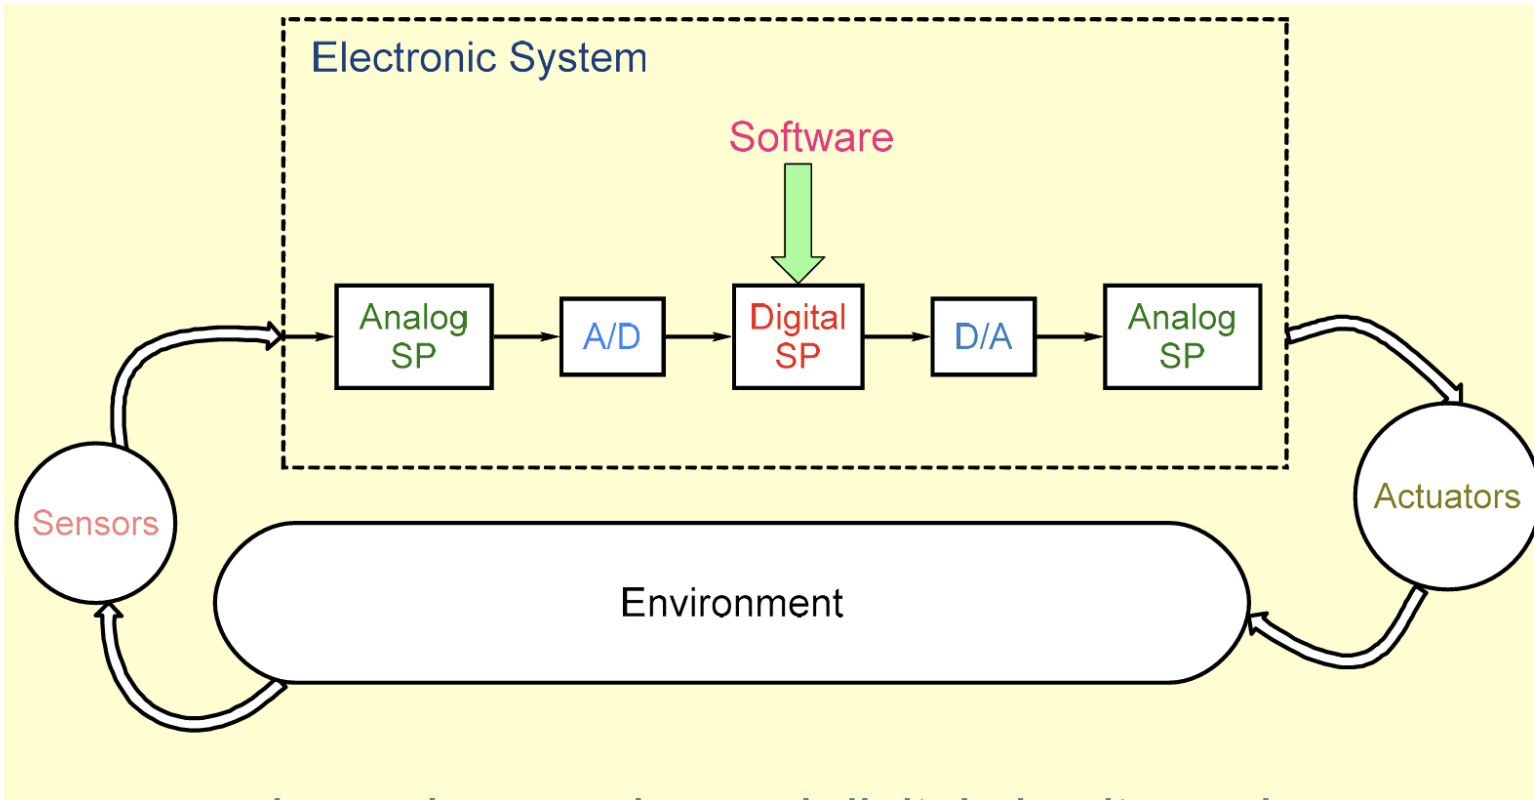 Electronic System
Software
Analog
SP
A/D
Digital
SP
D/A
Analog
SP
Sensors
Actuators
Environment